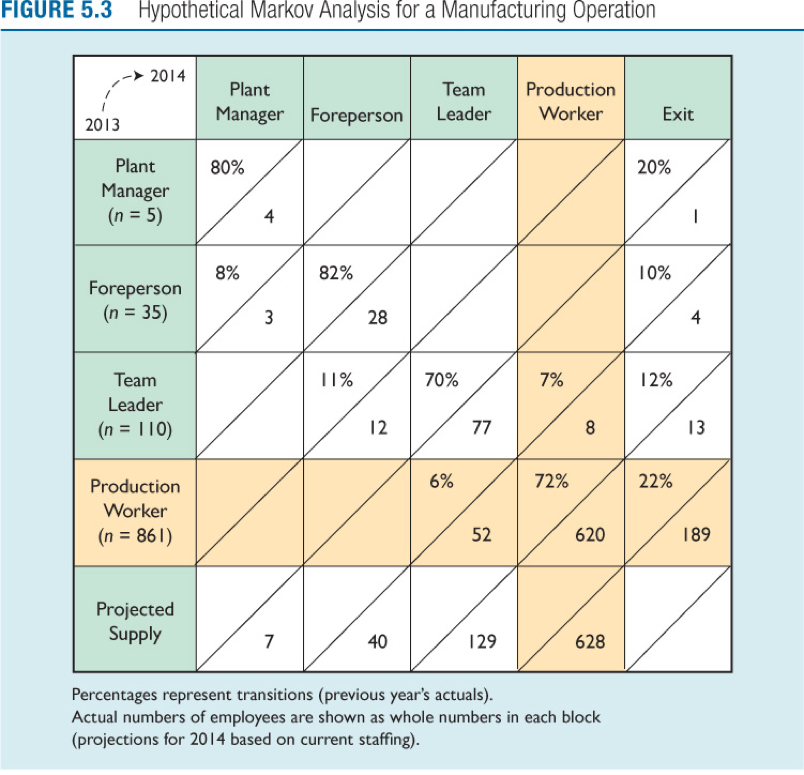 FIGURE 5.3 Hypothetical Markov Analysis for a Manufacturing Operation
2014
2013
Plant
Manager
Foreperson
Team
Leader
Production
Worker
Exit
Plant
Manager
(n = 5)
80%
4
20%
1
Foreperson
(n = 35)
8%
3
82%
28
10%
4
Team
Leader
(n = 110)
11%
12
70%
77
7%
8
12%
13
Production
Worker
(n = 861)
6%
52
72%
620
22%
189
Projected
Supply
7
40
129
628
Percentages represent transitions (previous year's actuals).
Actual numbers of employees are shown as whole numbers in each block
(projections for 2014 based on current staffing).